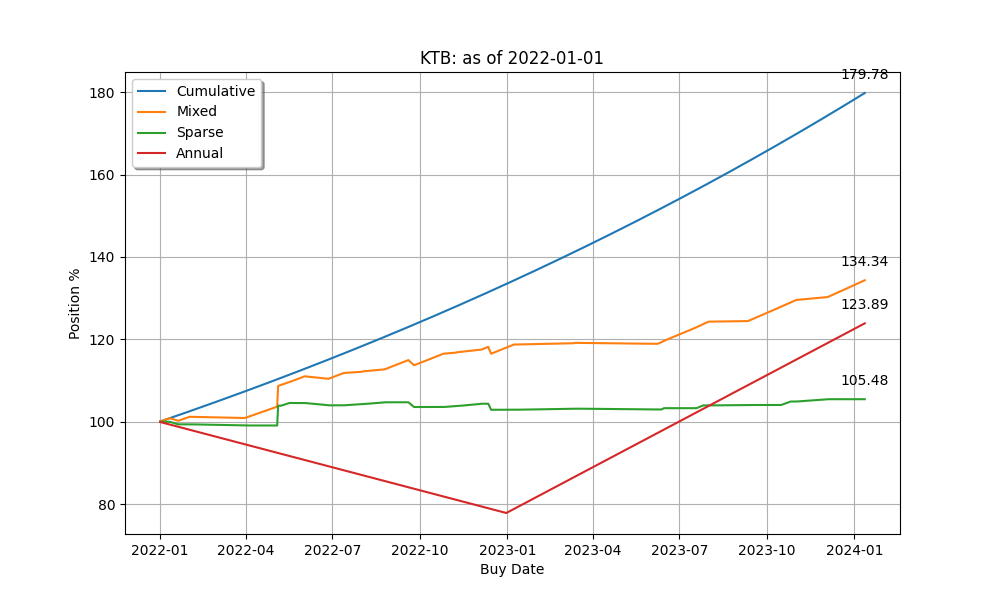 KTB: as of 2022-01-01
179.78
180
Cumulative
Mixed
Sparse
Annual
160
140
134.34
123.89
120
105.48
100
80
Position %
2022-01 2022-04 2022-07 2022-10 2023-01 2023-04 2023-07 2023-10 2024-01
Buy Date